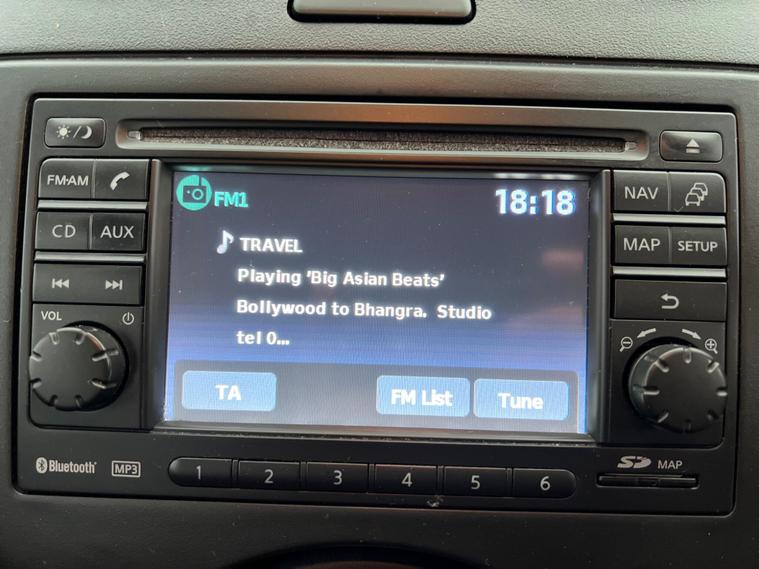 FM·AM
CD AUX
VOL
FM1 18:18
TRAVEL
Playing 'Big Asian Beats'
Bollywood to Bhangra. Studio
tel 0...
TA FM List Tune
NAV
MAP SETUP
Bluetooth MP3 1 2 3 4 5 6 SD MAP